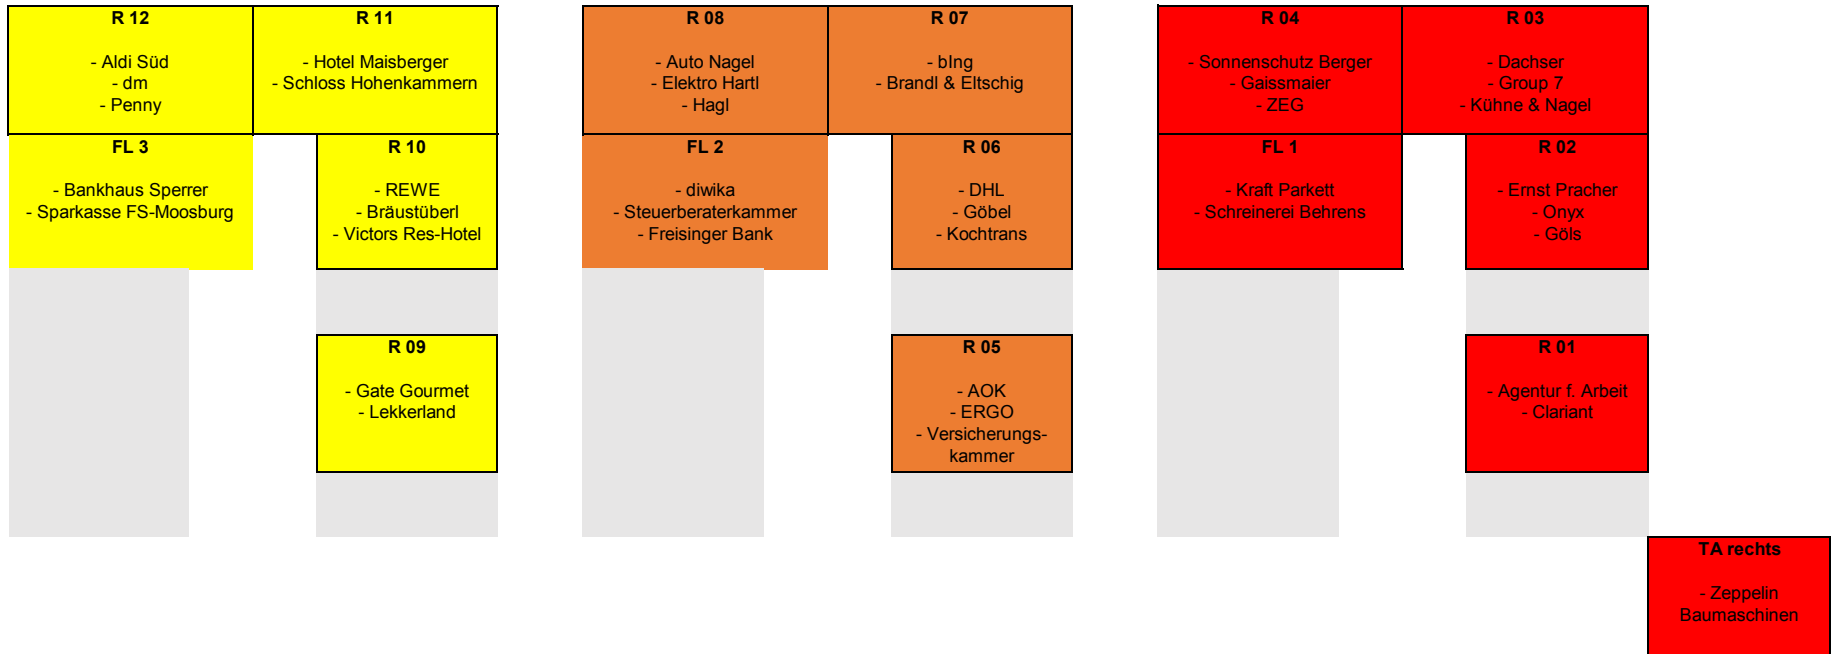 R 12
- Aldi Süd
- dm
- Penny
R 11
- Hotel Maisberger
- Schloss Hohenkammern
R 08
- Auto Nagel
- Elektro Hartl
- Hagl
R 07
- bIng
- Brandl & Eltschig
R 04
- Sonnenschutz Berger
- Gaissmaier
- ZEG
R 03
- Dachser
- Group 7
- Kühne & Nagel
FL 3
- Bankhaus Sperrer
- Sparkasse FS-Moosburg
R 10
- REWE
- Bräustüberl
- Victors Res-Hotel
FL 2
- diwika
- Steuerberaterkammer
- Freisinger Bank
R 06
- DHL
- Göbel
- Kochtrans
FL 1
- Kraft Parkett
- Schreinerei Behrens
R 02
- Ernst Pracher
- Onyx
- Göls
R 09
- Gate Gourmet
- Lekkerland
R 05
- AOK
- ERGO
- Versicherungs-
kammer
R 01
- Agentur f. Arbeit
- Clariant
TA rechts
- Zeppelin
Baumaschinen